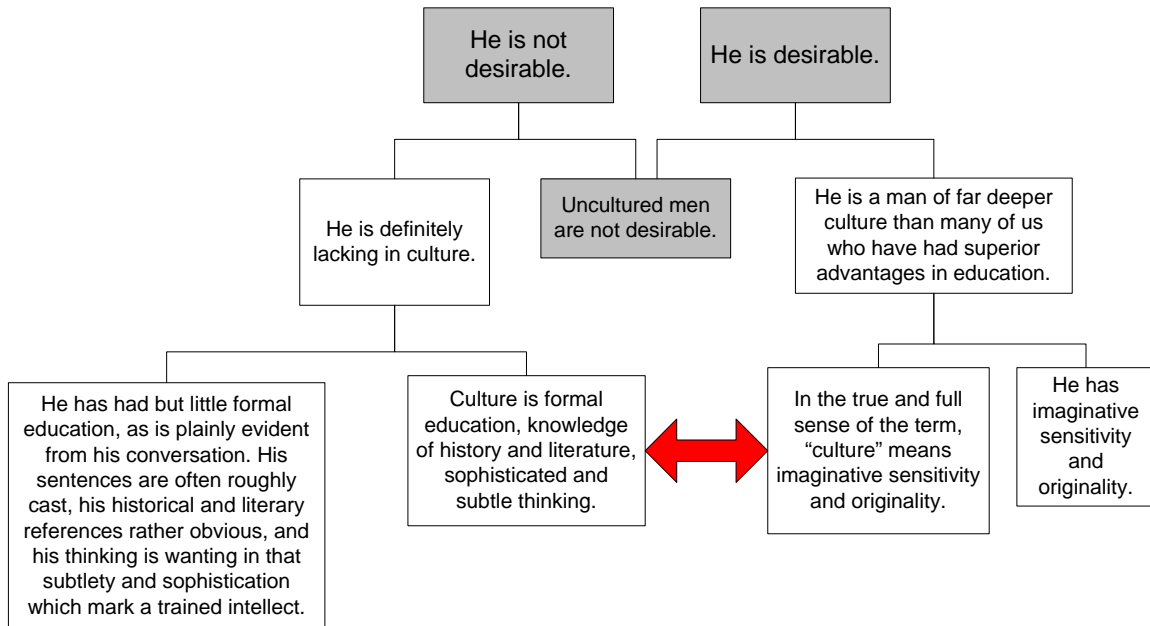 He is not
desirable.
He is desirable.
He is definitely
lacking in culture.
Uncultured men
are not desirable.
He is a man of far deeper
culture than many of us
who have had superior
advantages in education.
He has had but little formal
education, as is plainly evident
from his conversation. His
sentences are often roughly
cast, his historical and literary
references rather obvious, and
his thinking is wanting in that
subtlety and sophistication
which mark a trained intellect.
Culture is formal
education, knowledge
of history and literature,
sophisticated and
subtle thinking.
In the true and full
sense of the term,
“culture” means
imaginative sensitivity
and originality.
He has
imaginative
sensitivity
and
originality.